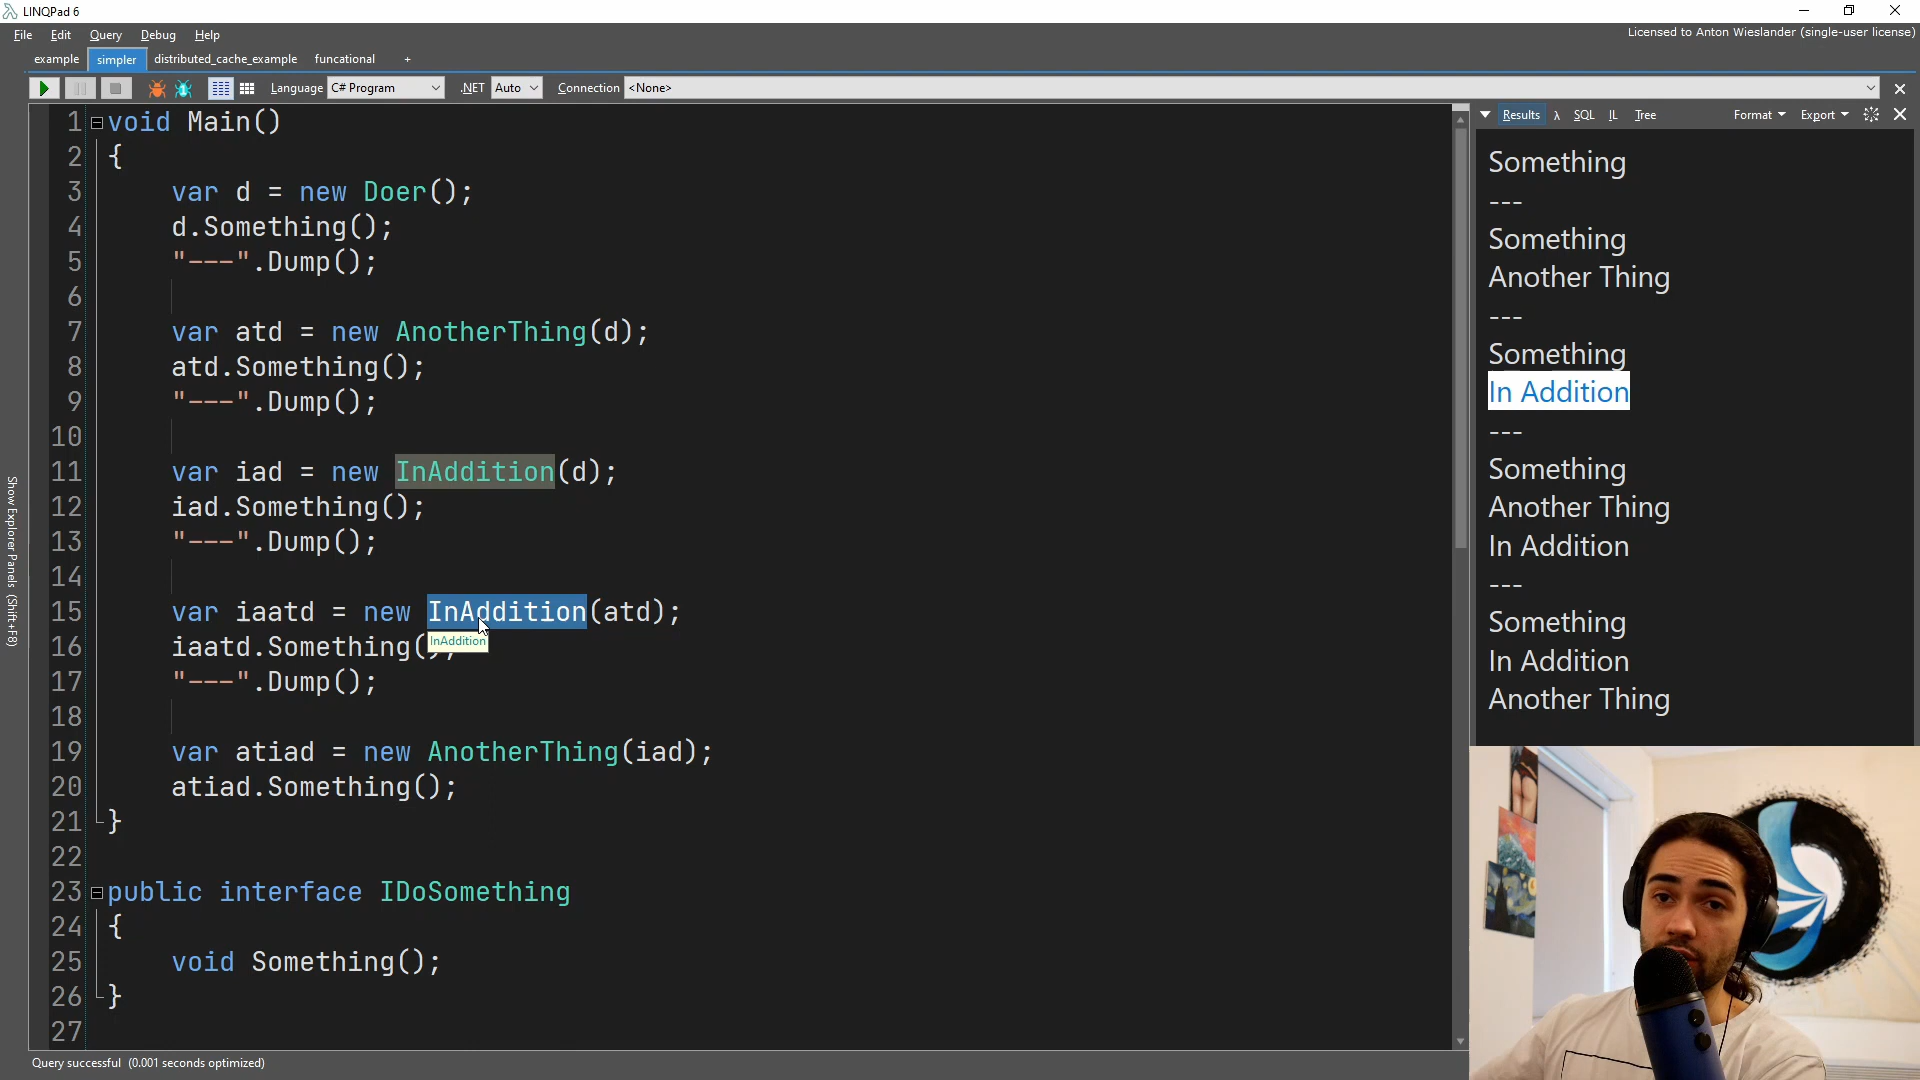 LINQPad 6
File Edit Query Debug Help
Licensed to Anton Wieslander (single-user license)
example simpler distributed_cache_example funcational +
Language C# Program .NET Auto Connection <None>
Results λ SQL IL Tree Format Export
1 void Main()
2 {
3 var d = new Doer();
4 d.Something();
5 "---".Dump();
6
7 var atd = new AnotherThing(d);
8 atd.Something();
9 "---".Dump();
10
11 var iad = new InAddition(d);
12 iad.Something();
13 "---".Dump();
14
15 var iaatd = new InAddition(atd);
InAddition
16 iaatd.Something();
17 "---".Dump();
18
19 var atiad = new AnotherThing(iad);
20 atiad.Something();
21 }
22
23 public interface IDoSomething
24 {
25 void Something();
26 }
27
Something
---
Something
Another Thing
---
Something
In Addition
---
Something
Another Thing
In Addition
---
Something
In Addition
Another Thing
Show Explorer Panels (Shift+F8)
Query successful (0.001 seconds optimized)